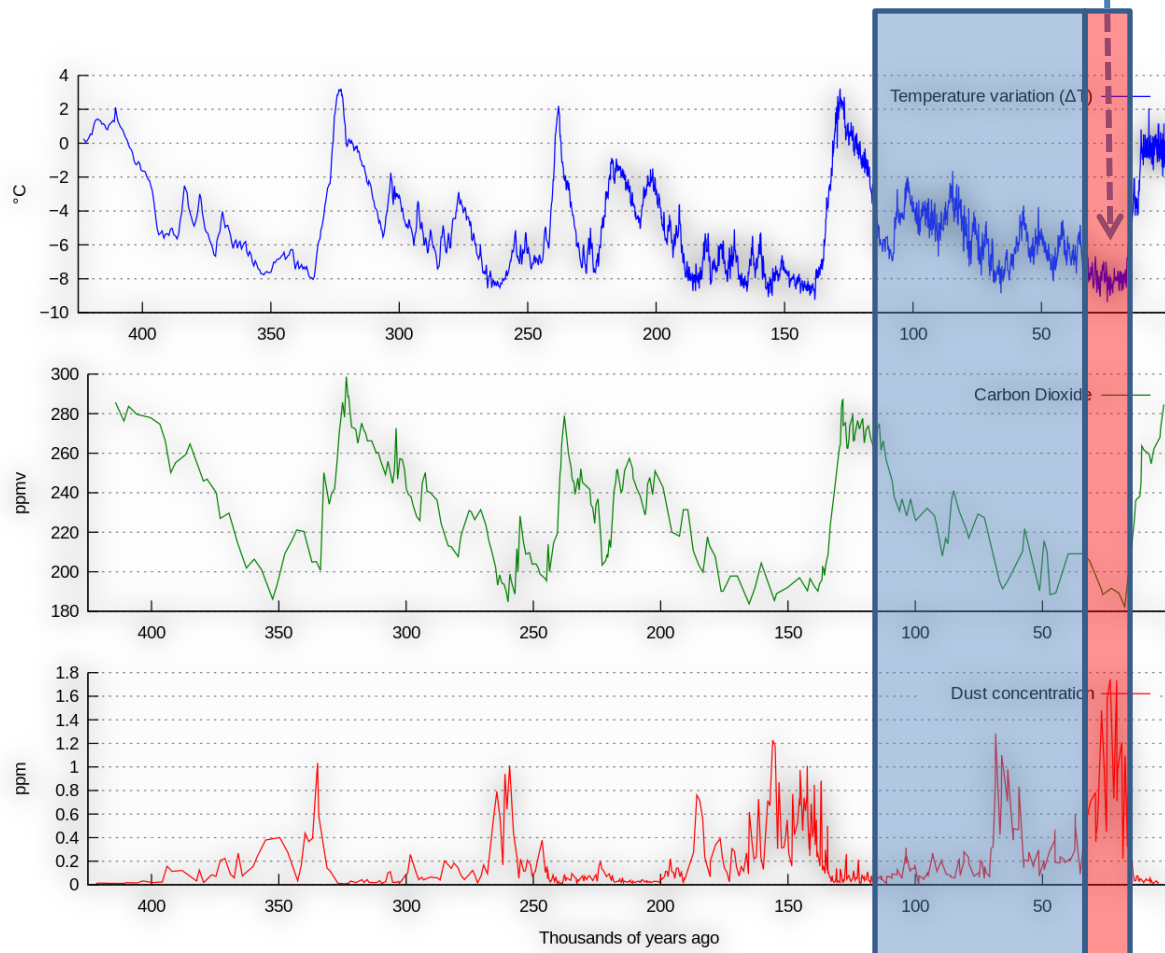 4
2
0
−2
−4
−6
−8
−10
°C
Temperature variation (ΔT)
400 350 300 250 200 150 100 50
300
280
260
240
220
200
180
ppmv
Carbon Dioxide
400 350 300 250 200 150 100 50
1.8
1.6
1.4
1.2
1
0.8
0.6
0.4
0.2
0
ppm
Dust concentration
400 350 300 250 200 150 100 50
Thousands of years ago